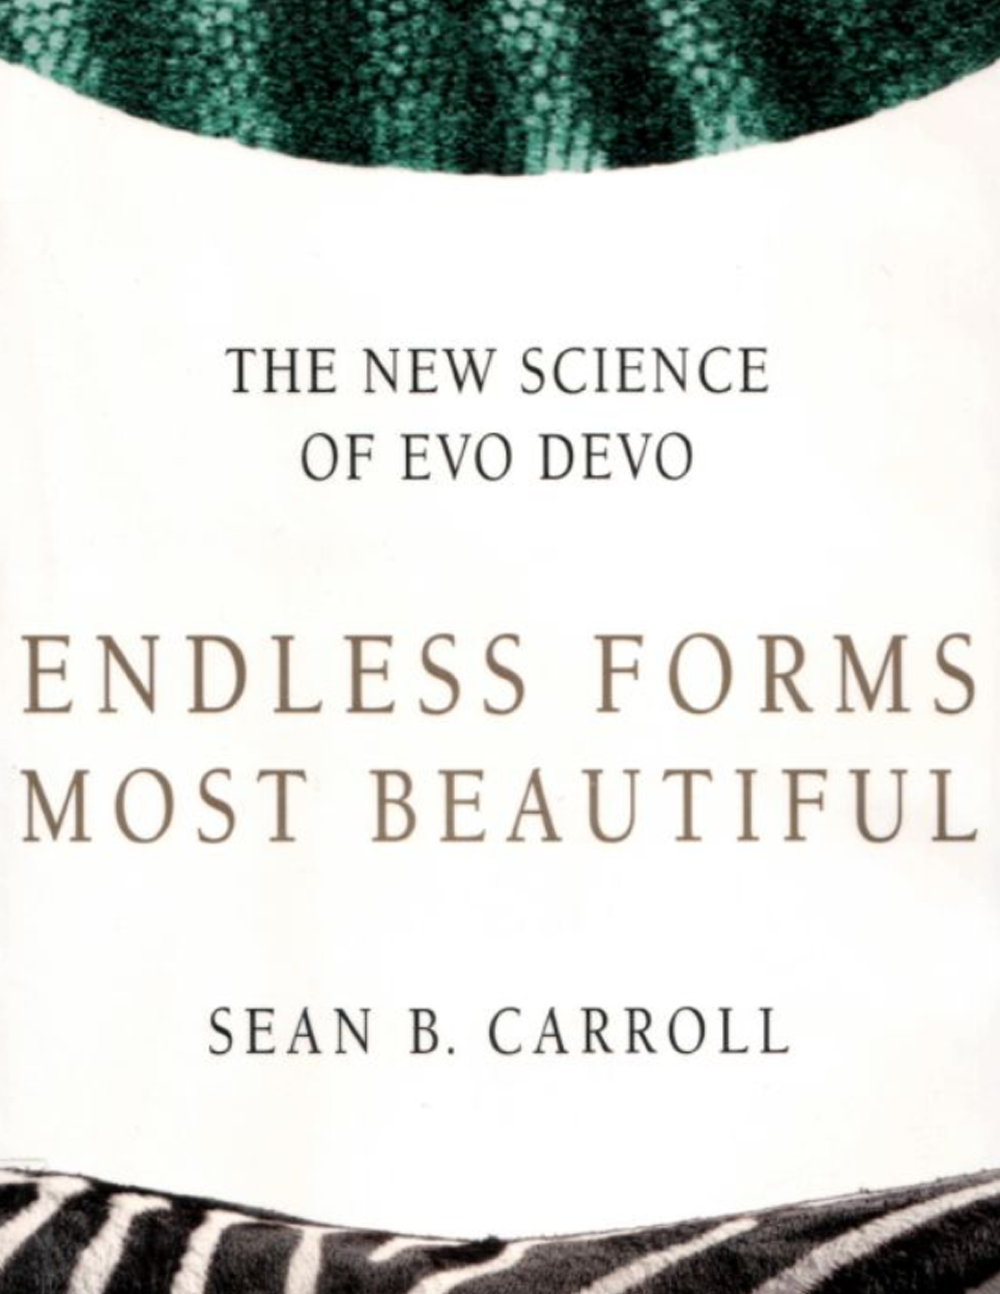 THE NEW SCIENCE
OF EVO DEVO
ENDLESS FORMS
MOST BEAUTIFUL
SEAN B. CARROLL